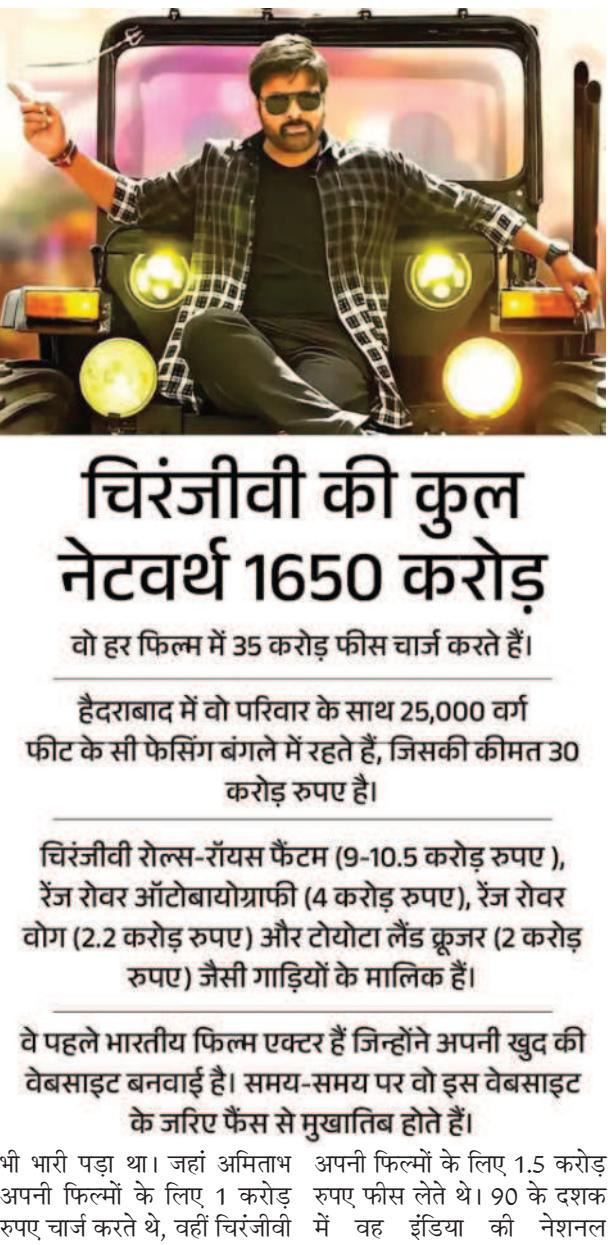 चिरंजीवी की कुल
नेटवर्थ 1650 करोड़
वो हर फिल्म में 35 करोड़ फीस चार्ज करते हैं।
हैदराबाद में वो परिवार के साथ 25,000 वर्ग
फीट के सी फेसिंग बंगले में रहते हैं, जिसकी कीमत 30
करोड़ रुपए है।
चिरंजीवी रोल्स-रॉयस फैंटम (9-10.5 करोड़ रुपए ),
रेंज रोवर ऑटोबायोग्राफी (4 करोड़ रुपए), रेंज रोवर
वोग (2.2 करोड़ रुपए) और टोयोटा लैंड क्रूजर (2 करोड़
रुपए) जैसी गाड़ियों के मालिक हैं।
वे पहले भारतीय फिल्म एक्टर हैं जिन्होंने अपनी खुद की
वेबसाइट बनवाई है। समय-समय पर वो इस वेबसाइट
के जरिए फैंस से मुखातिब होते हैं।
भी भारी पड़ा था। जहां अमिताभ
अपनी फिल्मों के लिए 1 करोड़
रुपए चार्ज करते थे, वहीं चिरंजीवी
अपनी फिल्मों के लिए 1.5 करोड़
रुपए फीस लेते थे। 90 के दशक
में वह इंडिया की नेशनल